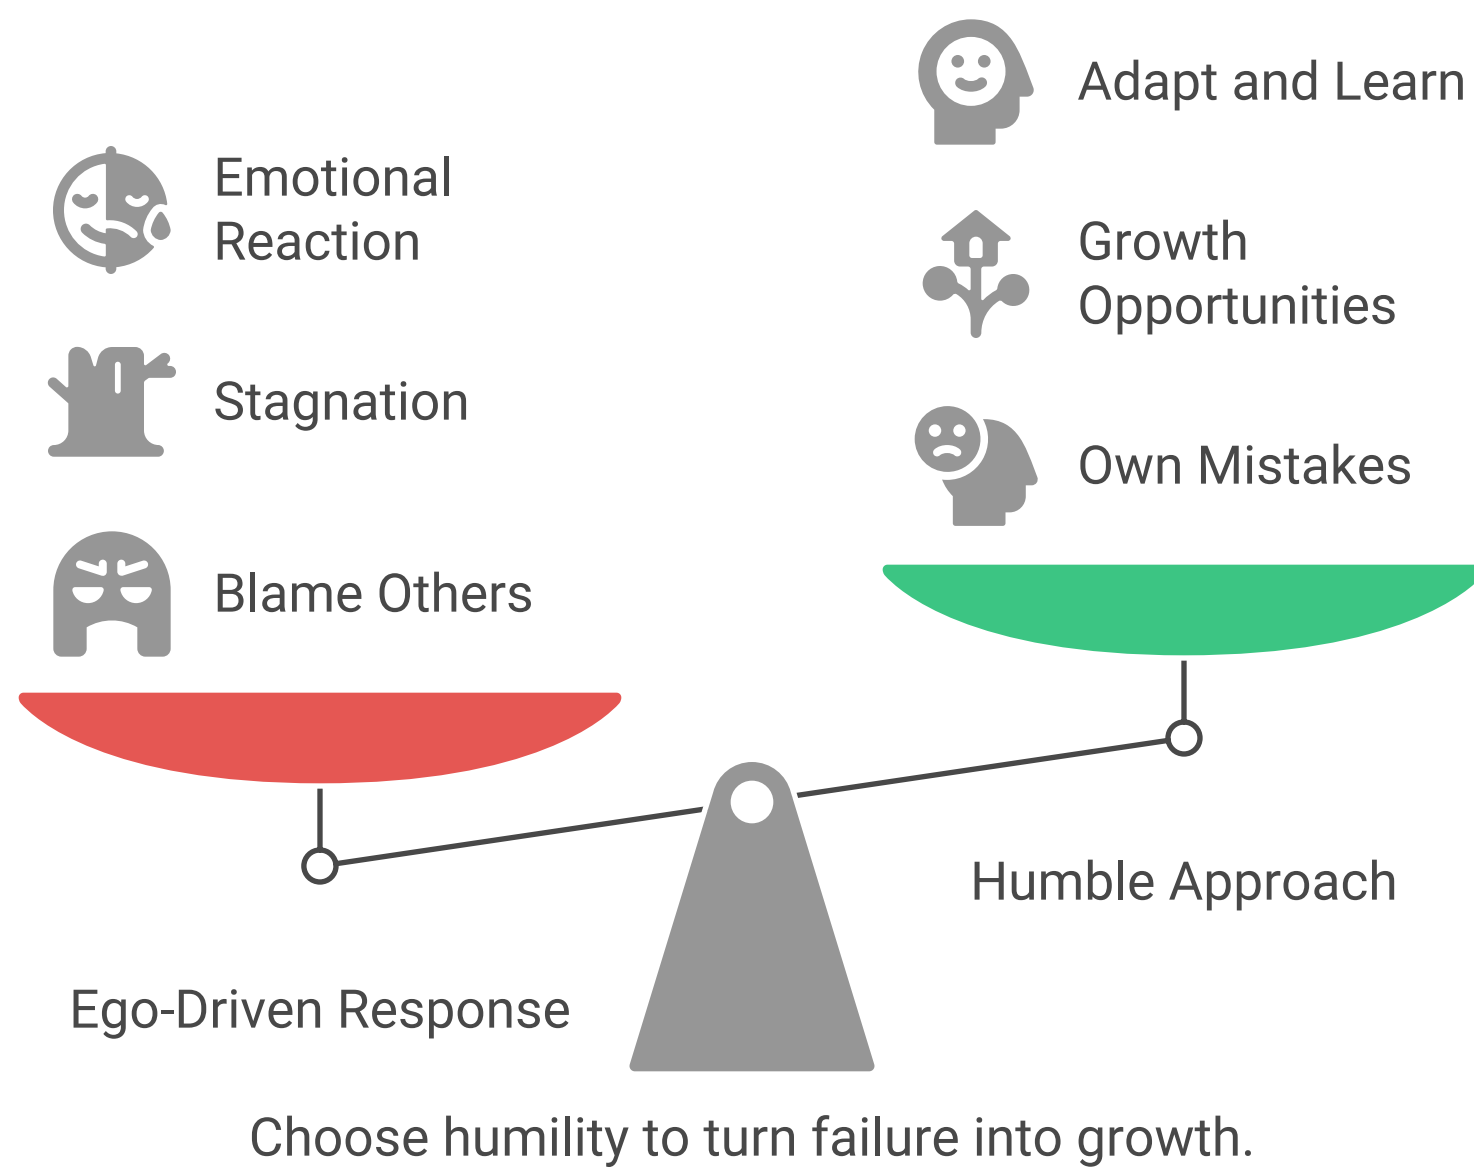 Emotional
Reaction
Stagnation
Blame Others
Adapt and Learn
Growth
Opportunities
Own Mistakes
Ego-Driven Response
Humble Approach
Choose humility to turn failure into growth.